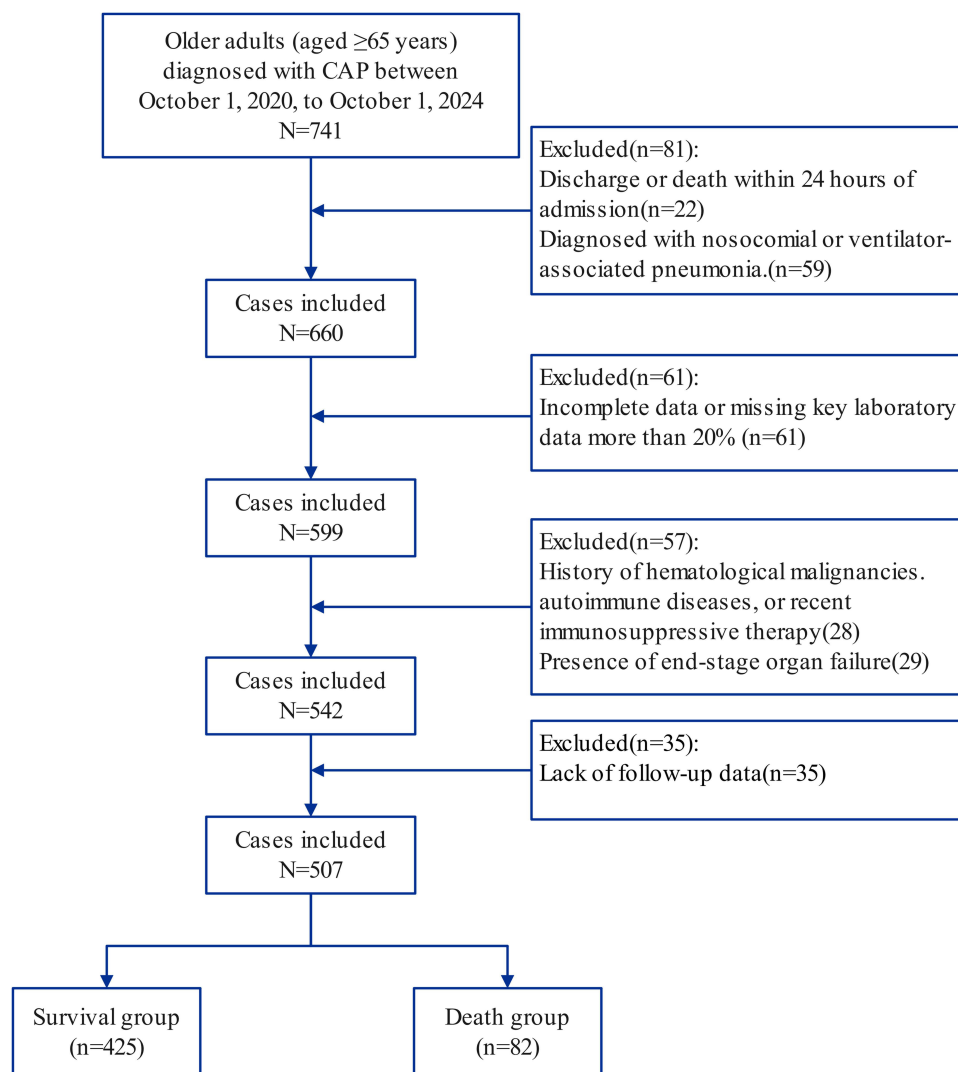 Older adults (aged ≥65 years)
diagnosed with CAP between
October 1, 2020, to October 1, 2024
N=741
Excluded(n=81):
Discharge or death within 24 hours of
admission(n=22)
Diagnosed with nosocomial or ventilator-
associated pneumonia.(n=59)
Cases included
N=660
Excluded(n=61):
Incomplete data or missing key laboratory
data more than 20% (n=61)
Cases included
N=599
Excluded(n=57):
History of hematological malignancies.
autoimmune diseases, or recent
immunosuppressive therapy(28)
Presence of end-stage organ failure(29)
Cases included
N=542
Excluded(n=35):
Lack of follow-up data(n=35)
Cases included
N=507
Survival group
(n=425)
Death group
(n=82)